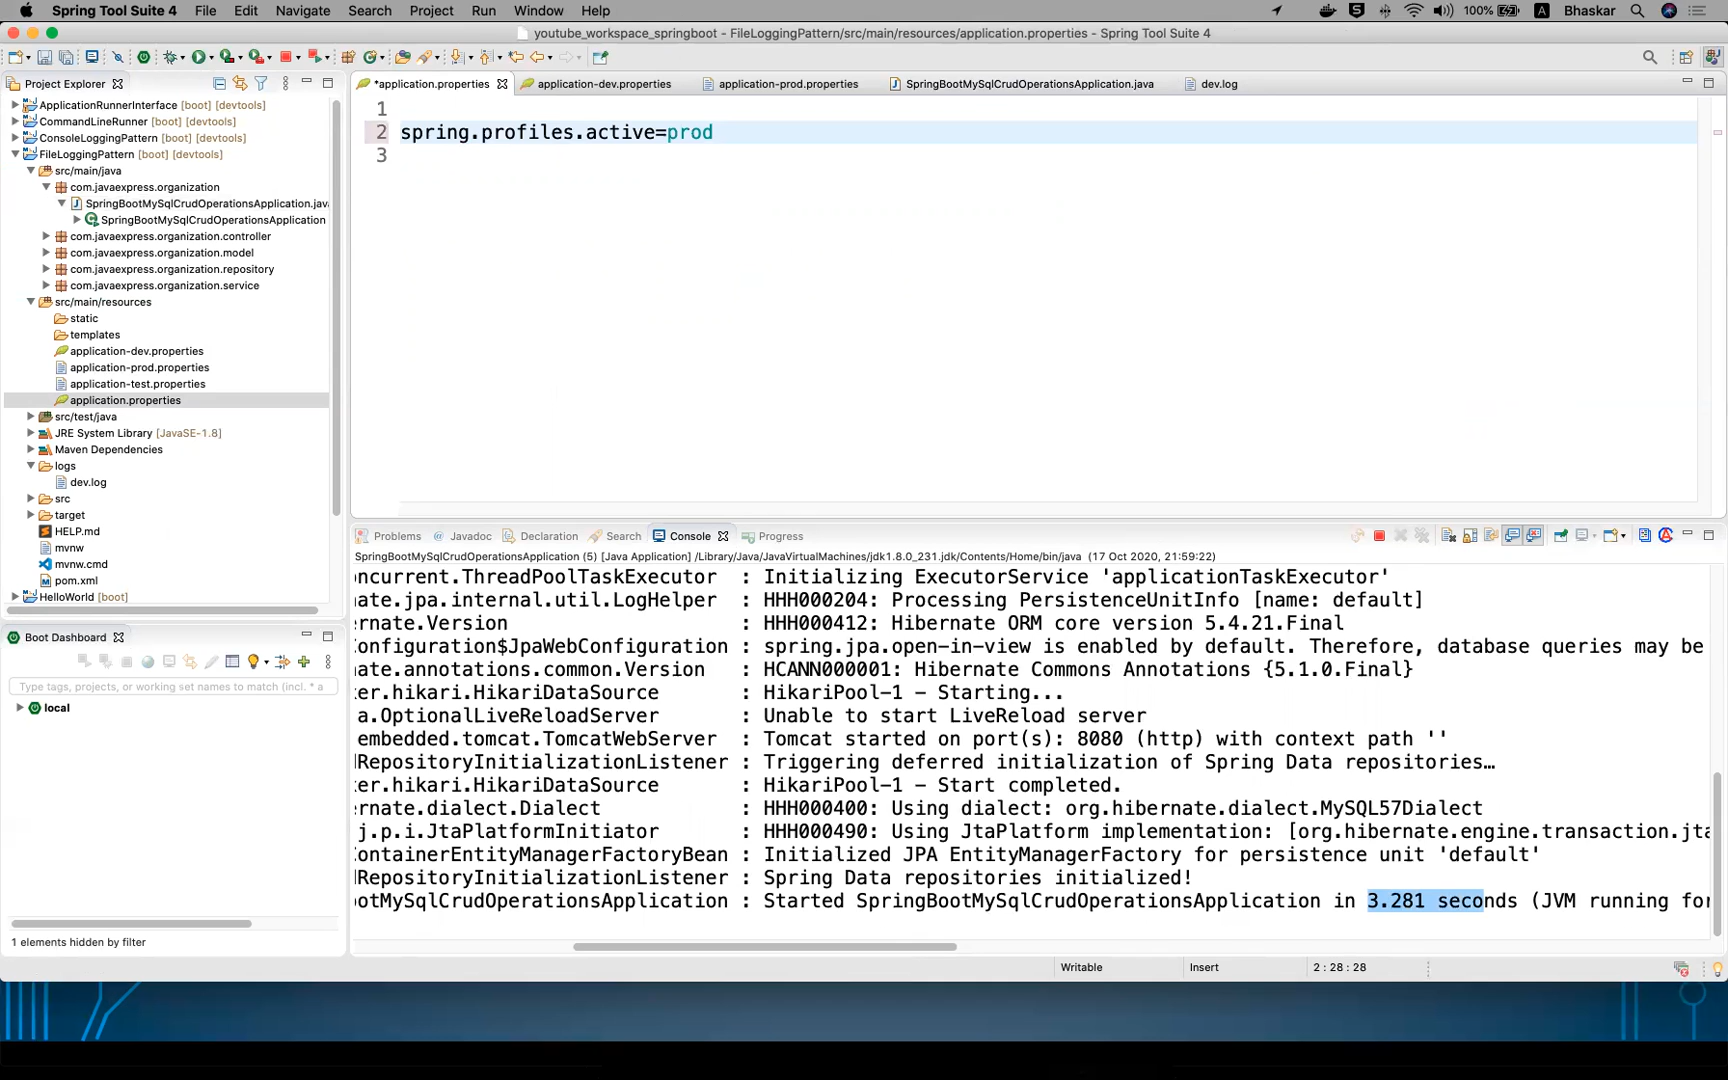 Spring Tool Suite 4 File Edit Navigate Search Project Run Window Help 100% A Bhaskar
youtube_workspace_springboot - FileLoggingPattern/src/main/resources/application.properties - Spring Tool Suite 4
Project Explorer
ApplicationRunnerInterface [boot] [devtools]
CommandLineRunner [boot] [devtools]
ConsoleLoggingPattern [boot] [devtools]
FileLoggingPattern [boot] [devtools]
src/main/java
com.javaexpress.organization
SpringBootMySqlCrudOperationsApplication.java
SpringBootMySqlCrudOperationsApplication
com.javaexpress.organization.controller
com.javaexpress.organization.model
com.javaexpress.organization.repository
com.javaexpress.organization.service
src/main/resources
static
templates
application-dev.properties
application-prod.properties
application-test.properties
application.properties
src/test/java
JRE System Library [JavaSE-1.8]
Maven Dependencies
logs
dev.log
src
target
HELP.md
mvnw
mvnw.cmd
pom.xml
HelloWorld [boot]
Boot Dashboard
Type tags, projects, or working set names to match (incl. * a
local
1 elements hidden by filter
*application.properties application-dev.properties application-prod.properties SpringBootMySqlCrudOperationsApplication.java dev.log
1
2 spring.profiles.active=prod
3
Problems Javadoc Declaration Search Console Progress
SpringBootMySqlCrudOperationsApplication (5) [Java Application] /Library/Java/JavaVirtualMachines/jdk1.8.0_231.jdk/Contents/Home/bin/java (17 Oct 2020, 21:59:22)
oncurrent.ThreadPoolTaskExecutor : Initializing ExecutorService 'applicationTaskExecutor'
nate.jpa.internal.util.LogHelper : HHH000204: Processing PersistenceUnitInfo [name: default]
ernate.Version : HHH000412: Hibernate ORM core version 5.4.21.Final
Configuration$JpaWebConfiguration : spring.jpa.open-in-view is enabled by default. Therefore, database queries may be
nate.annotations.common.Version : HCANN000001: Hibernate Commons Annotations {5.1.0.Final}
ter.hikari.HikariDataSource : HikariPool-1 - Starting...
a.OptionalLiveReloadServer : Unable to start LiveReload server
embedded.tomcat.TomcatWebServer : Tomcat started on port(s): 8080 (http) with context path ''
RepositoryInitializationListener : Triggering deferred initialization of Spring Data repositories…
ter.hikari.HikariDataSource : HikariPool-1 - Start completed.
ernate.dialect.Dialect : HHH000400: Using dialect: org.hibernate.dialect.MySQL57Dialect
j.p.i.JtaPlatformInitiator : HHH000490: Using JtaPlatform implementation: [org.hibernate.engine.transaction.jta
ContainerEntityManagerFactoryBean : Initialized JPA EntityManagerFactory for persistence unit 'default'
RepositoryInitializationListener : Spring Data repositories initialized!
ootMySqlCrudOperationsApplication : Started SpringBootMySqlCrudOperationsApplication in 3.281 seconds (JVM running for
Writable Insert 2 : 28 : 28